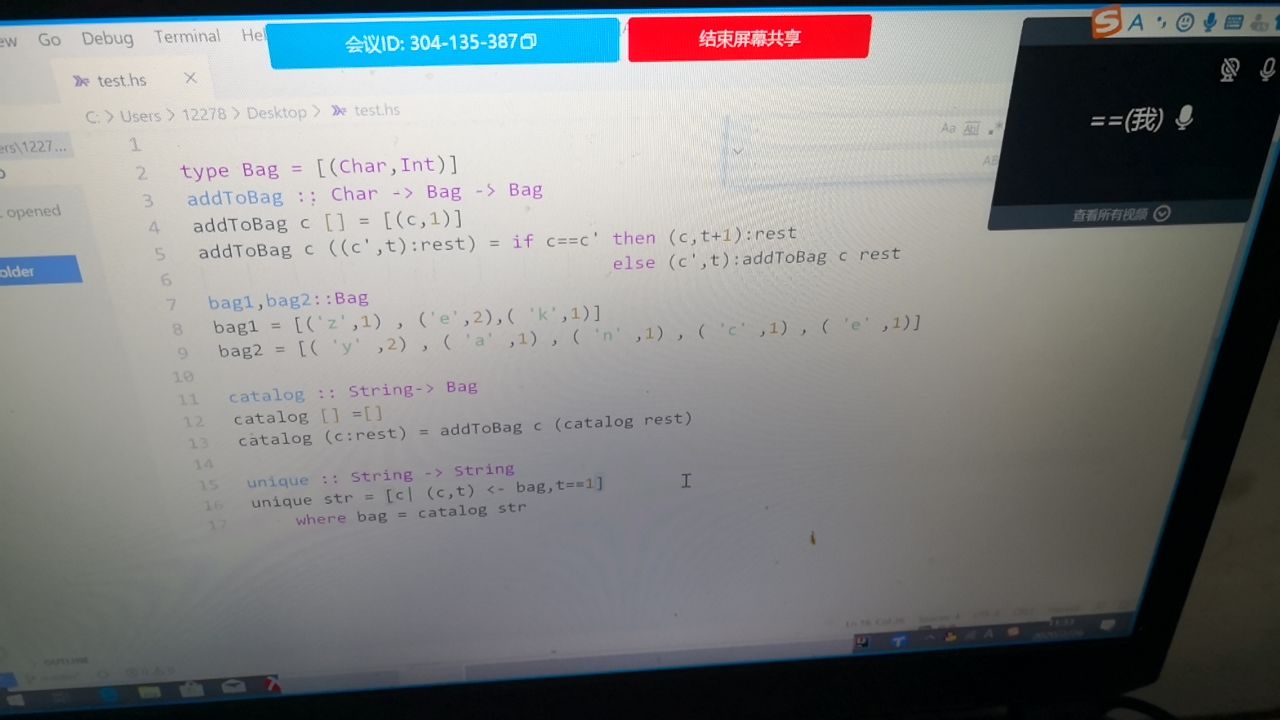 Go Debug Terminal
会议ID: 304-135-387
结束屏幕共享
A
test.hs
C: > Users > 12278 > Desktop > test.hs
==(我)
查看所有视频
ers\1227...
opened
older
Aa Abl .*
1
2 type Bag = [(Char,Int)]
3 addToBag :: Char -> Bag -> Bag
4 addToBag c [] = [(c,1)]
5 addToBag c ((c',t):rest) = if c==c' then (c,t+1):rest
6 else (c',t):addToBag c rest
7 bag1,bag2::Bag
8 bag1 = [('z',1) , ('e',2),( 'k',1)]
9 bag2 = [( 'y' ,2) , ( 'a' ,1) , ( 'n' ,1) , ( 'c' ,1) , ( 'e' ,1)]
10
11 catalog :: String-> Bag
12 catalog [] =[]
13 catalog (c:rest) = addToBag c (catalog rest)
14
15 unique :: String -> String
16 unique str = [c| (c,t) <- bag,t==1]
17 where bag = catalog str
OUTLINE